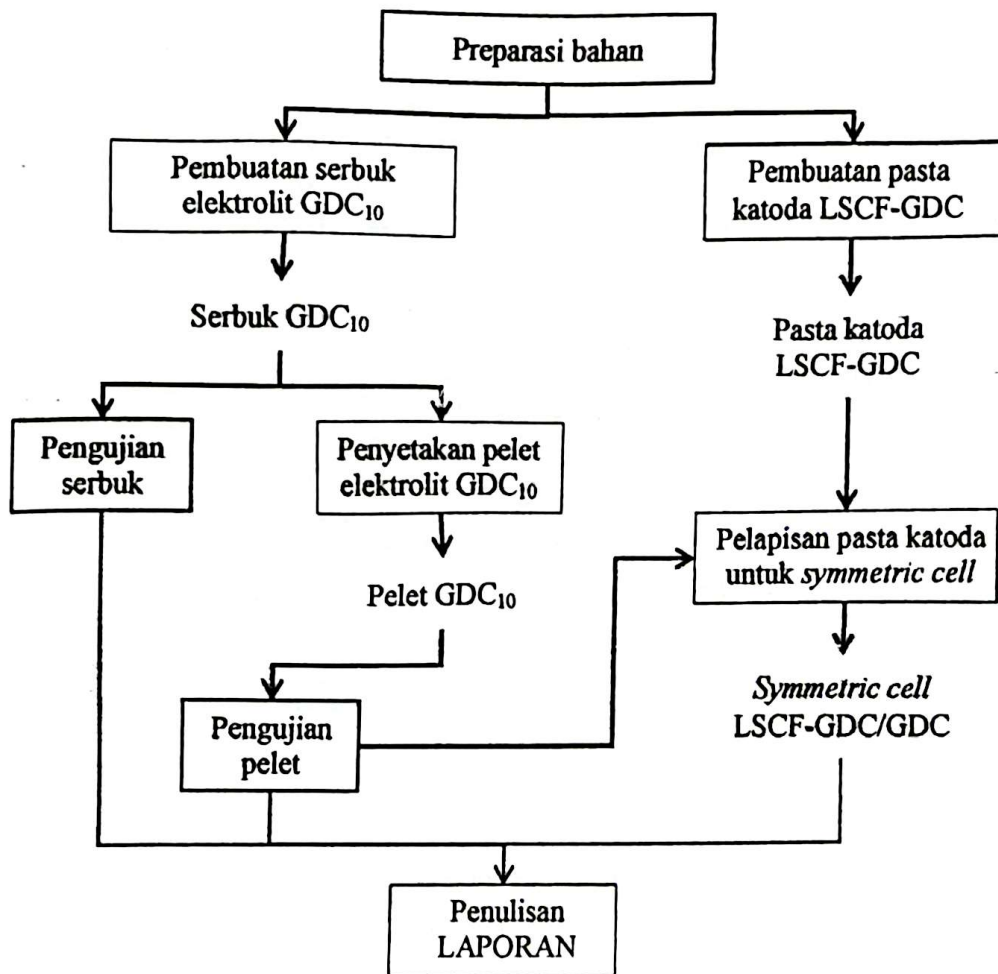 Preparasi bahan
Pembuatan serbuk
elektrolit GDC₁₀
Pembuatan pasta
katoda LSCF-GDC
Serbuk GDC₁₀
Pasta katoda
LSCF-GDC
Pengujian
serbuk
Penyetakan pelet
elektrolit GDC₁₀
Pelapisan pasta katoda
untuk symmetric cell
Pelet GDC₁₀
Symmetric cell
LSCF-GDC/GDC
Pengujian
pelet
Penulisan
LAPORAN